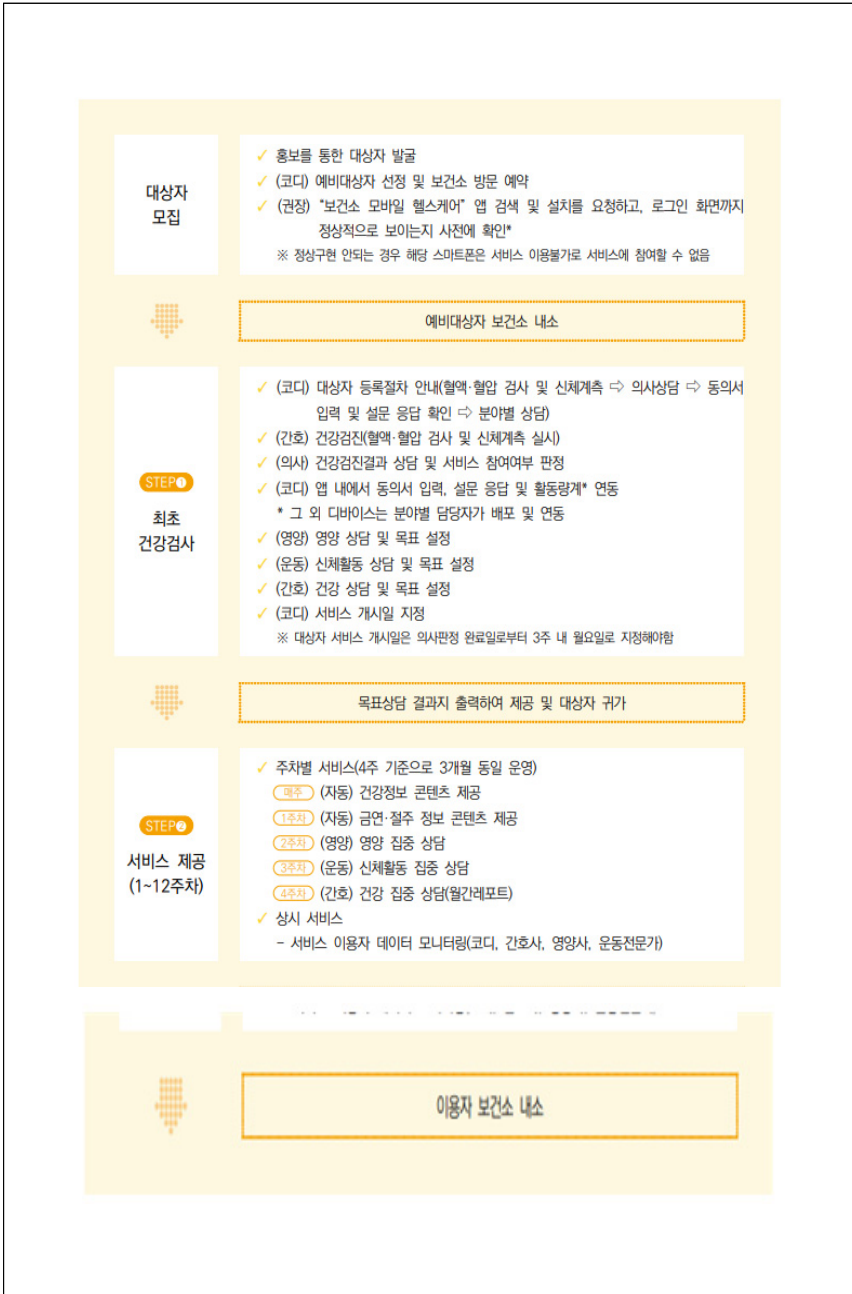 대상자
모집
✓ 홍보를 통한 대상자 발굴
✓ (코디) 예비대상자 선정 및 보건소 방문 예약
✓ (권장) "보건소 모바일 헬스케어" 앱 검색 및 설치를 요청하고, 로그인 화면까지
정상적으로 보이는지 사전에 확인*
※ 정상구현 안되는 경우 해당 스마트폰은 서비스 이용불가로 서비스에 참여할 수 없음
예비대상자 보건소 내소
STEP❶
최초
건강검사
✓ (코디) 대상자 등록절차 안내(혈액·혈압 검사 및 신체계측 ⇨ 의사상담 ⇨ 동의서
입력 및 설문 응답 확인 ⇨ 분야별 상담)
✓ (간호) 건강검진(혈액·혈압 검사 및 신체계측 실시)
✓ (의사) 건강검진결과 상담 및 서비스 참여여부 판정
✓ (코디) 앱 내에서 동의서 입력, 설문 응답 및 활동량계* 연동
* 그 외 디바이스는 분야별 담당자가 배포 및 연동
✓ (영양) 영양 상담 및 목표 설정
✓ (운동) 신체활동 상담 및 목표 설정
✓ (간호) 건강 상담 및 목표 설정
✓ (코디) 서비스 개시일 지정
※ 대상자 서비스 개시일은 의사판정 완료일로부터 3주 내 월요일로 지정해야함
목표상담 결과지 출력하여 제공 및 대상자 귀가
STEP❷
서비스 제공
(1~12주차)
✓ 주차별 서비스(4주 기준으로 3개월 동일 운영)
매주 (자동) 건강정보 콘텐츠 제공
1주차 (자동) 금연·절주 정보 콘텐츠 제공
2주차 (영양) 영양 집중 상담
3주차 (운동) 신체활동 집중 상담
4주차 (간호) 건강 집중 상담(월간레포트)
✓ 상시 서비스
- 서비스 이용자 데이터 모니터링(코디, 간호사, 영양사, 운동전문가)
이용자 보건소 내소